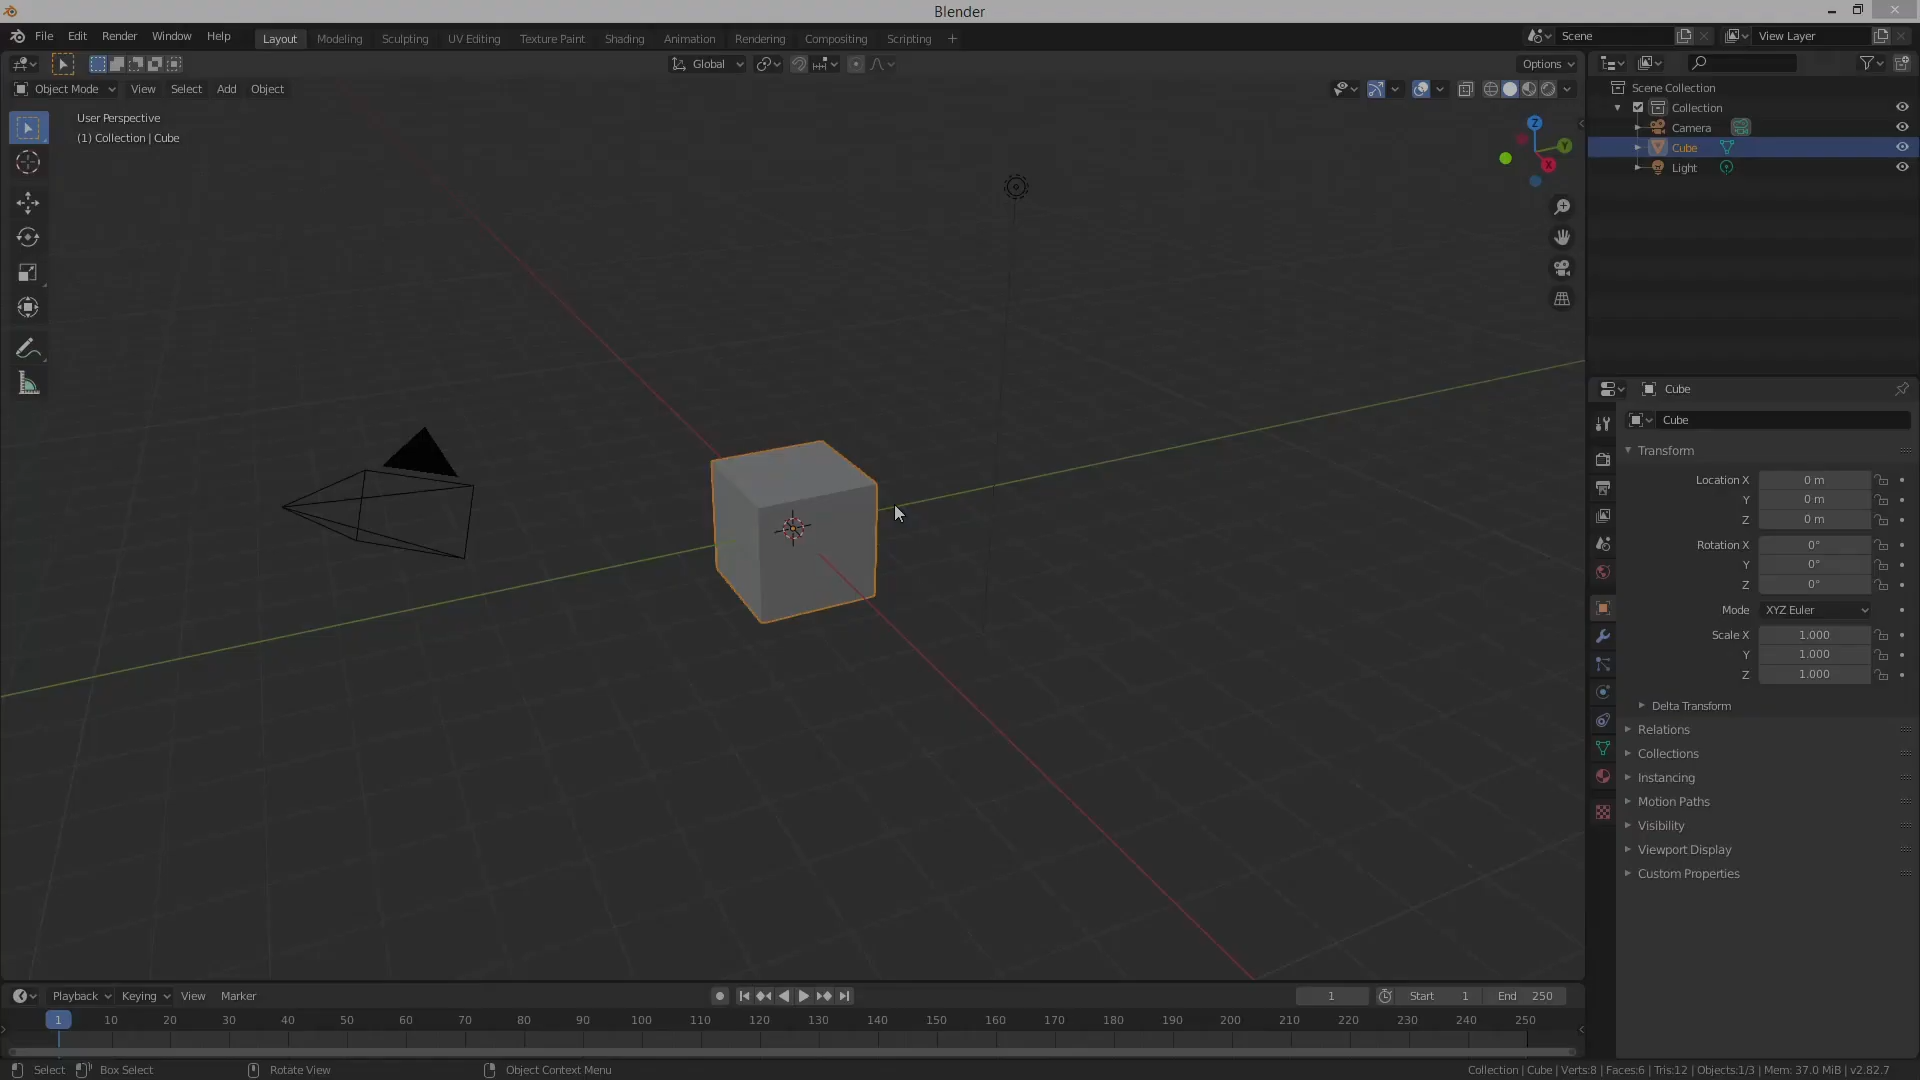 Blender
File Edit Render Window Help Layout Modeling Sculpting UV Editing Texture Paint Shading Animation Rendering Compositing Scripting + Scene View Layer
Global Options
Object Mode View Select Add Object
User Perspective
(1) Collection | Cube
Z
Y
X
Scene Collection
Collection
Camera
Cube
Light
Cube
Cube
Transform
Location X 0 m
Y 0 m
Z 0 m
Rotation X 0°
Y 0°
Z 0°
Mode XYZ Euler
Scale X 1.000
Y 1.000
Z 1.000
Delta Transform
Relations
Collections
Instancing
Motion Paths
Visibility
Viewport Display
Custom Properties
Playback Keying View Marker 1 Start 1 End 250
1 10 20 30 40 50 60 70 80 90 100 110 120 130 140 150 160 170 180 190 200 210 220 230 240 250
Select Box Select Rotate View Object Context Menu Collection | Cube | Verts:8 | Faces:6 | Tris:12 | Objects:1/3 | Mem: 37.0 MiB | v2.82.7